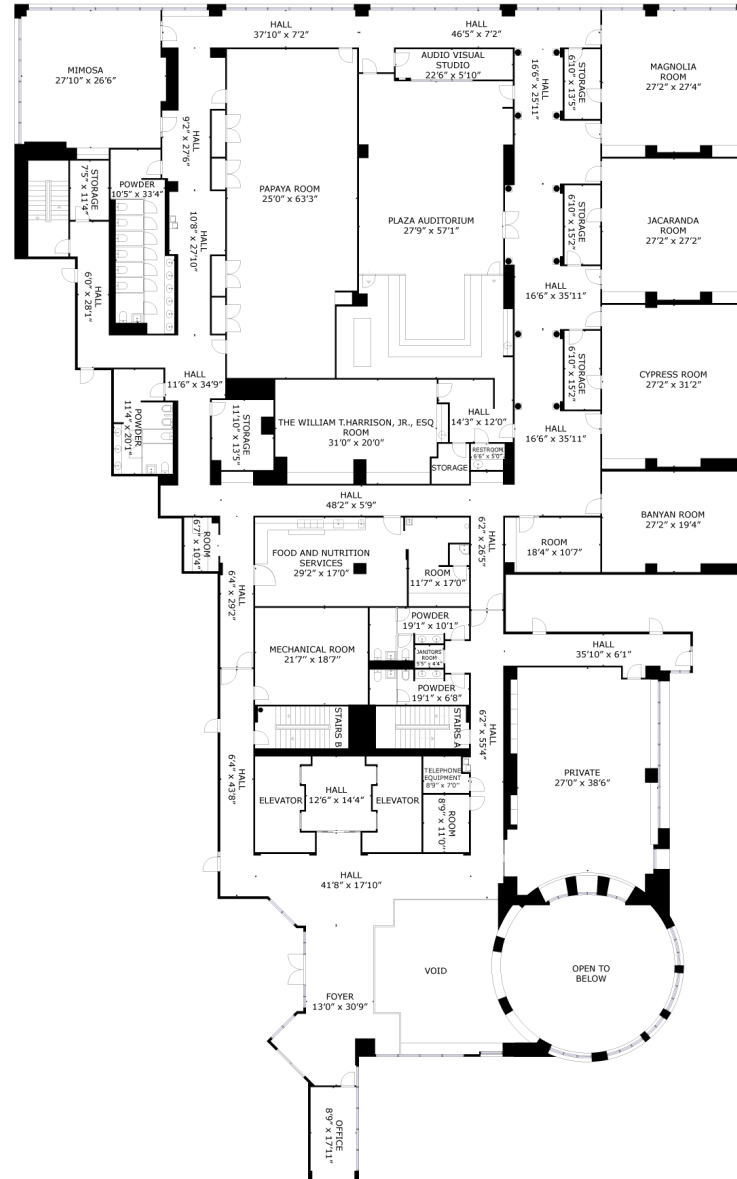 HALL
37'10" x 7'2"
HALL
46'5" x 7'2"
MIMOSA
27'10" x 26'6"
AUDIO VISUAL
STUDIO
22'6" x 5'10"
HALL
16'6" x 25'11"
STORAGE
6'10" x 13'5"
MAGNOLIA
ROOM
27'2" x 27'4"
HALL
9'2" x 27'6"
STORAGE
7'5" x 11'4"
POWDER
10'5" x 33'4"
PAPAYA ROOM
25'0" x 63'3"
PLAZA AUDITORIUM
27'9" x 57'1"
STORAGE
6'10" x 15'2"
JACARANDA
ROOM
27'2" x 27'2"
HALL
10'8" x 27'10"
HALL
6'0" x 28'1"
HALL
16'6" x 35'11"
HALL
11'6" x 34'9"
STORAGE
6'10" x 15'2"
CYPRESS ROOM
27'2" x 31'2"
POWDER
11'4" x 20'1"
STORAGE
11'10" x 13'5"
THE WILLIAM T.HARRISON, JR., ESQ
ROOM
31'0" x 20'0"
HALL
14'3" x 12'0"
HALL
16'6" x 35'11"
RESTROOM
6'6" x 5'0"
STORAGE
HALL
48'2" x 5'9"
BANYAN ROOM
27'2" x 19'4"
ROOM
6'7" x 10'4"
FOOD AND NUTRITION
SERVICES
29'2" x 17'0"
HALL
6'2" x 26'5"
ROOM
18'4" x 10'7"
ROOM
11'7" x 17'0"
HALL
6'4" x 29'2"
POWDER
19'1" x 10'1"
MECHANICAL ROOM
21'7" x 18'7"
JANITORS
ROOM
5'5" x 4'4"
HALL
35'10" x 6'1"
POWDER
19'1" x 6'8"
STAIRS B
STAIRS A
HALL
6'2" x 55'4"
HALL
6'4" x 43'8"
ELEVATOR
HALL
12'6" x 14'4"
ELEVATOR
TELEPHONE
EQUIPMENT
8'9" x 7'0"
ROOM
8'9" x 11'0"
PRIVATE
27'0" x 38'6"
HALL
41'8" x 17'10"
VOID
OPEN TO
BELOW
FOYER
13'0" x 30'9"
OFFICE
8'9" x 17'11"